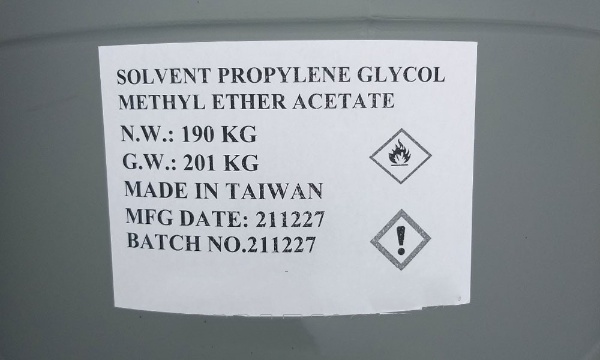 SOLVENT PROPYLENE GLYCOL
METHYL ETHER ACETATE
N.W.: 190 KG
G.W.: 201 KG
MADE IN TAIWAN
MFG DATE: 211227
BATCH NO.211227